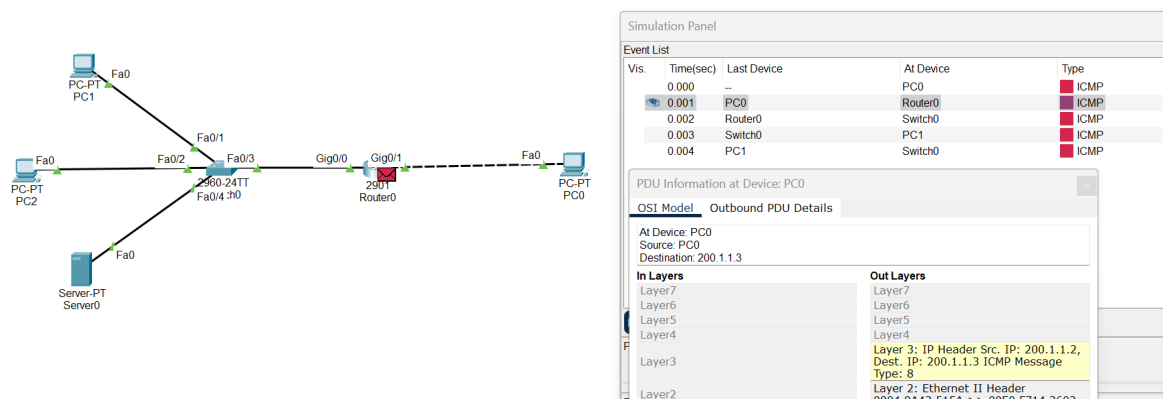 PC-PT
PC1
Fa0
Fa0/1
Fa0
PC-PT
PC2
Fa0/2
Fa0/3
2960-24TT
Fa0/4
Gig0/0
Gig0/1
2901
Router0
Fa0
PC-PT
PC0
Fa0
Server-PT
Server0
Simulation Panel
Event List
Vis. Time(sec) Last Device At Device Type
0.000 -- PC0 ICMP
0.001 PC0 Router0 ICMP
0.002 Router0 Switch0 ICMP
0.003 Switch0 PC1 ICMP
0.004 PC1 Switch0 ICMP
PDU Information at Device: PC0
OSI Model Outbound PDU Details
At Device: PC0
Source: PC0
Destination: 200.1.1.3
In Layers Out Layers
Layer7 Layer7
Layer6 Layer6
Layer5 Layer5
Layer4 Layer4
Layer3
Layer 3: IP Header Src. IP: 200.1.1.2,
Dest. IP: 200.1.1.3 ICMP Message
Type: 8
Layer2
Layer 2: Ethernet II Header